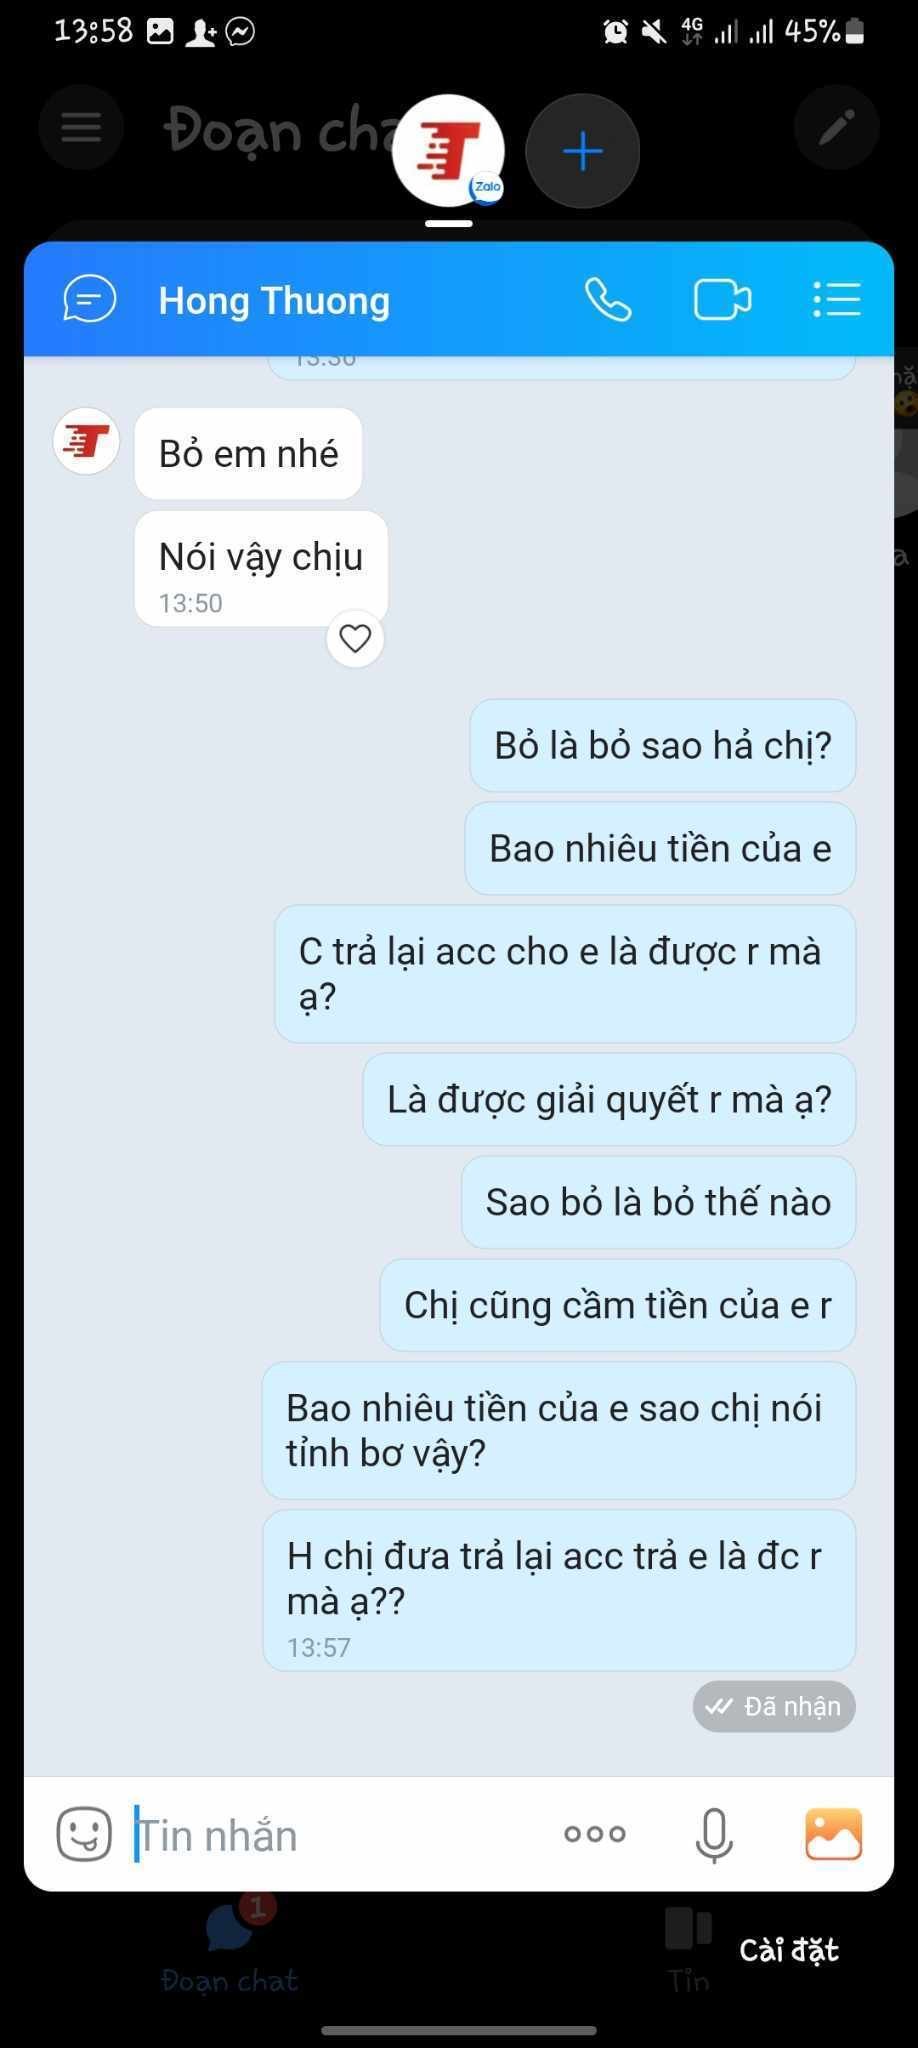 13:58
4G
45%
Đoạn cha
Zalo
Hong Thuong
13:30
Bỏ em nhé
Nói vậy chịu
13:50
Bỏ là bỏ sao hả chị?
Bao nhiêu tiền của e
C trả lại acc cho e là được r mà
ạ?
Là được giải quyết r mà ạ?
Sao bỏ là bỏ thế nào
Chị cũng cầm tiền của e r
Bao nhiêu tiền của e sao chị nói
tỉnh bơ vậy?
H chị đưa trả lại acc trả e là đc r
mà ạ??
13:57
Đã nhận
Tin nhắn
1
Cài đặt
Đoạn chat
Tin